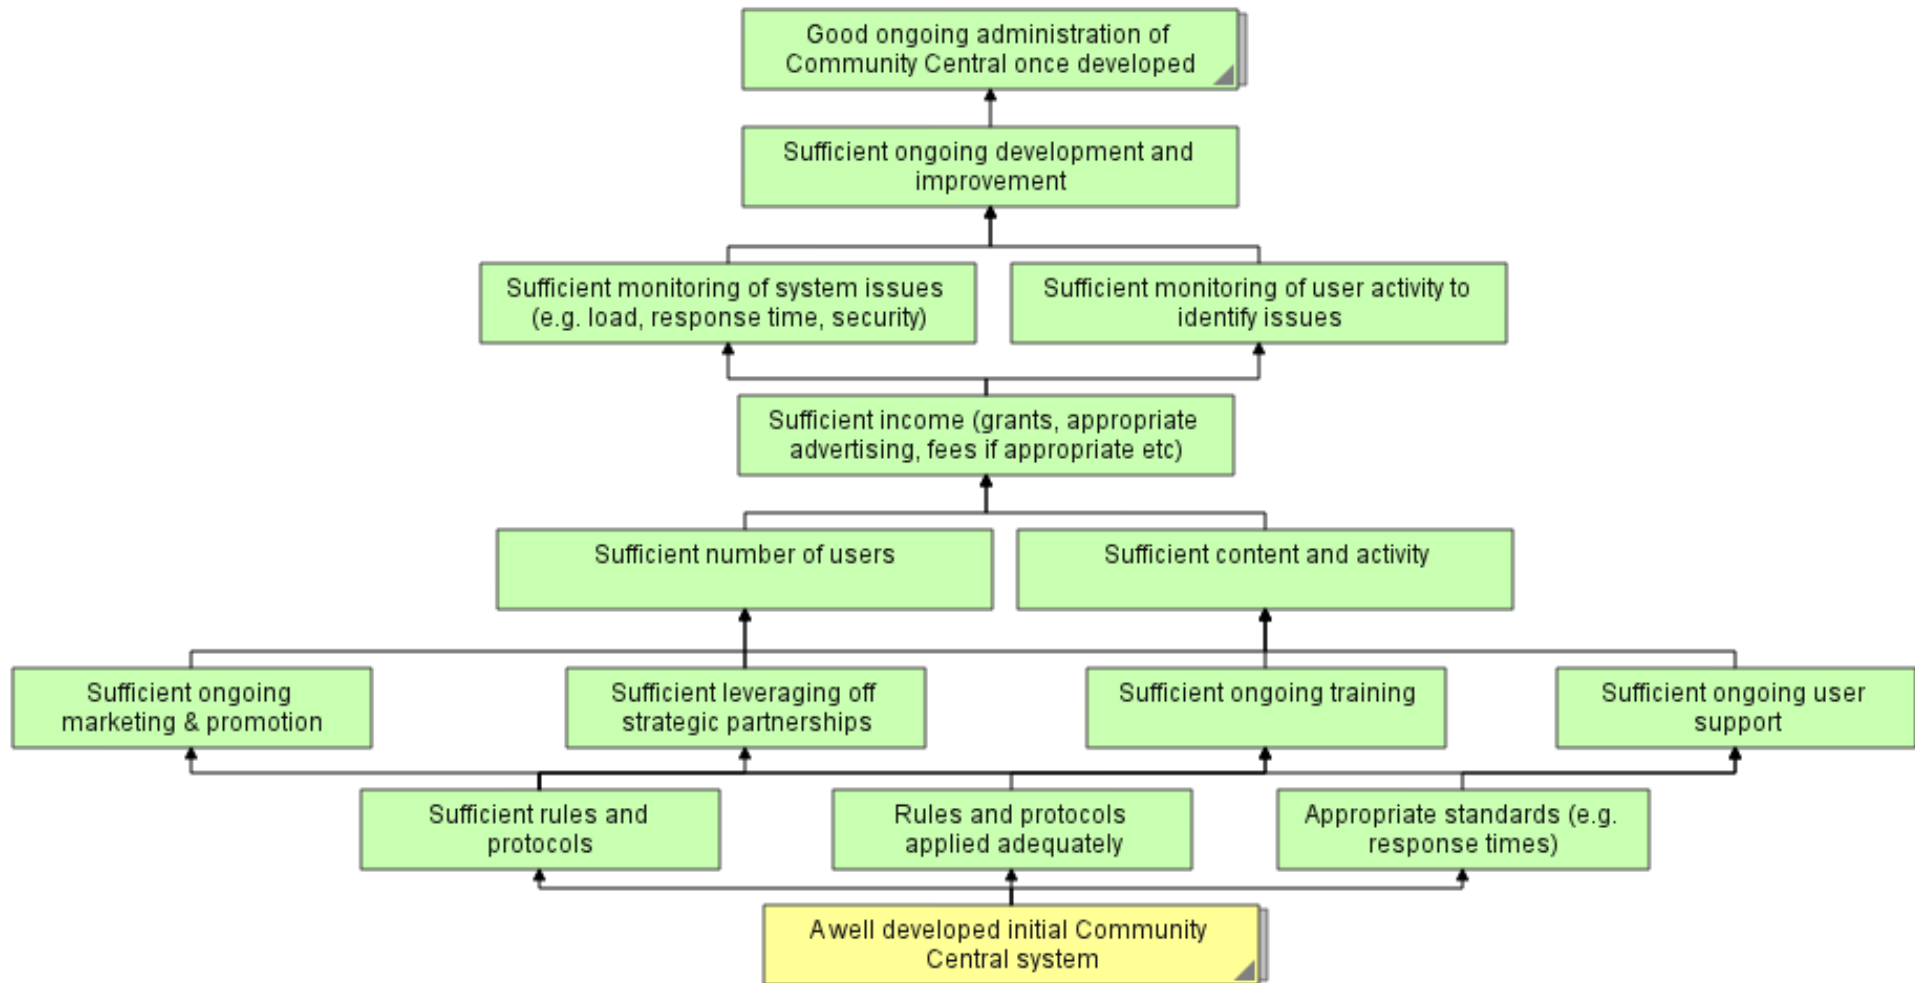 Good ongoing administration of
Community Central once developed
Sufficient ongoing development and
improvement
Sufficient monitoring of system issues
(e.g. load, response time, security)
Sufficient monitoring of user activity to
identify issues
Sufficient income (grants, appropriate
advertising, fees if appropriate etc)
Sufficient number of users
Sufficient content and activity
Sufficient ongoing
marketing & promotion
Sufficient leveraging off
strategic partnerships
Sufficient ongoing training
Sufficient ongoing user
support
Sufficient rules and
protocols
Rules and protocols
applied adequately
Appropriate standards (e.g.
response times)
A well developed initial Community
Central system